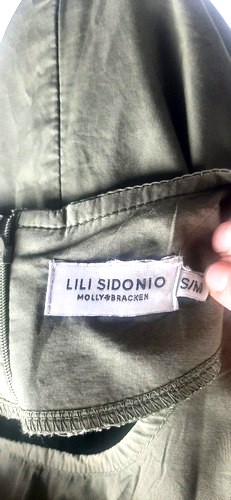 LILI SIDONIO
MOLLY BRACKEN
S/M